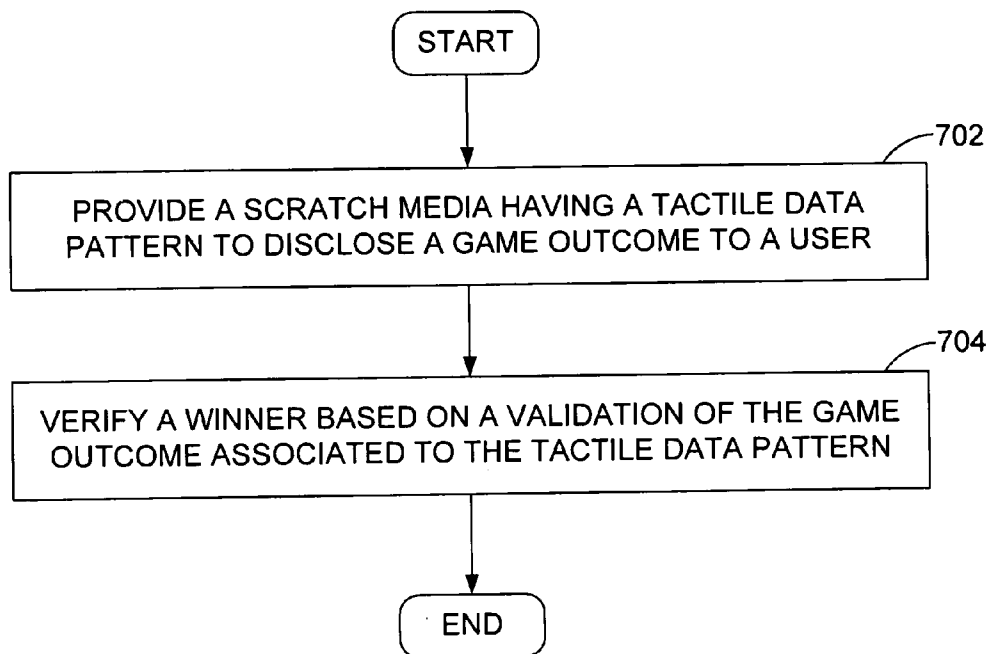 START
702
PROVIDE A SCRATCH MEDIA HAVING A TACTILE DATA
PATTERN TO DISCLOSE A GAME OUTCOME TO A USER
704
VERIFY A WINNER BASED ON A VALIDATION OF THE GAME
OUTCOME ASSOCIATED TO THE TACTILE DATA PATTERN
END